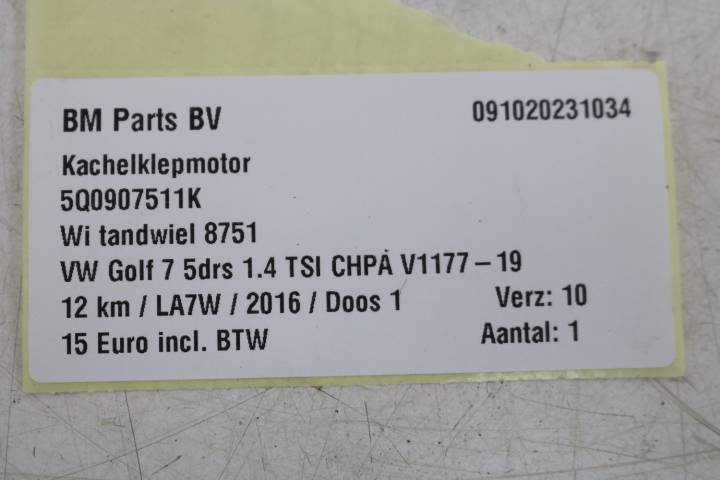 BM Parts BV 091020231034
Kachelklepmotor
5Q0907511K
Wi tandwiel 8751
VW Golf 7 5drs 1.4 TSI CHPA V1177-19
12 km / LA7W / 2016 / Doos 1 Verz: 10
15 Euro incl. BTW Aantal: 1